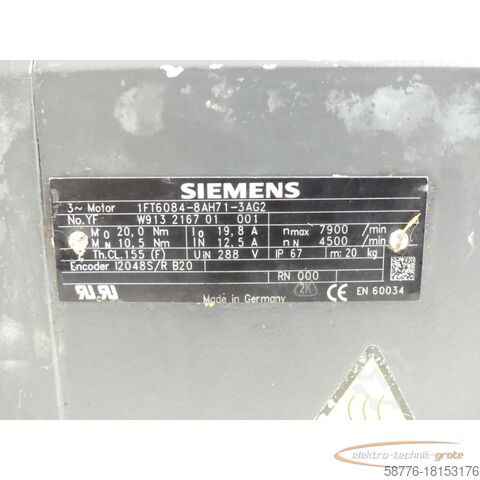 SIEMENS
3~ Motor 1FT6084-8AH71-3AG2
No.YF W913 2167 01 001
M0 20,0 Nm I0 19,8 A nmax 7900 /min
MN 10,5 Nm IN 12,5 A nN 4500 /min
Th.CL.155 (F) UIN 288 V IP 67 m: 20 kg
Encoder I2048S/R B20 RN 000
2K
Made in Germany CE EN 60034
elektro-technik-grote
58776-18153176